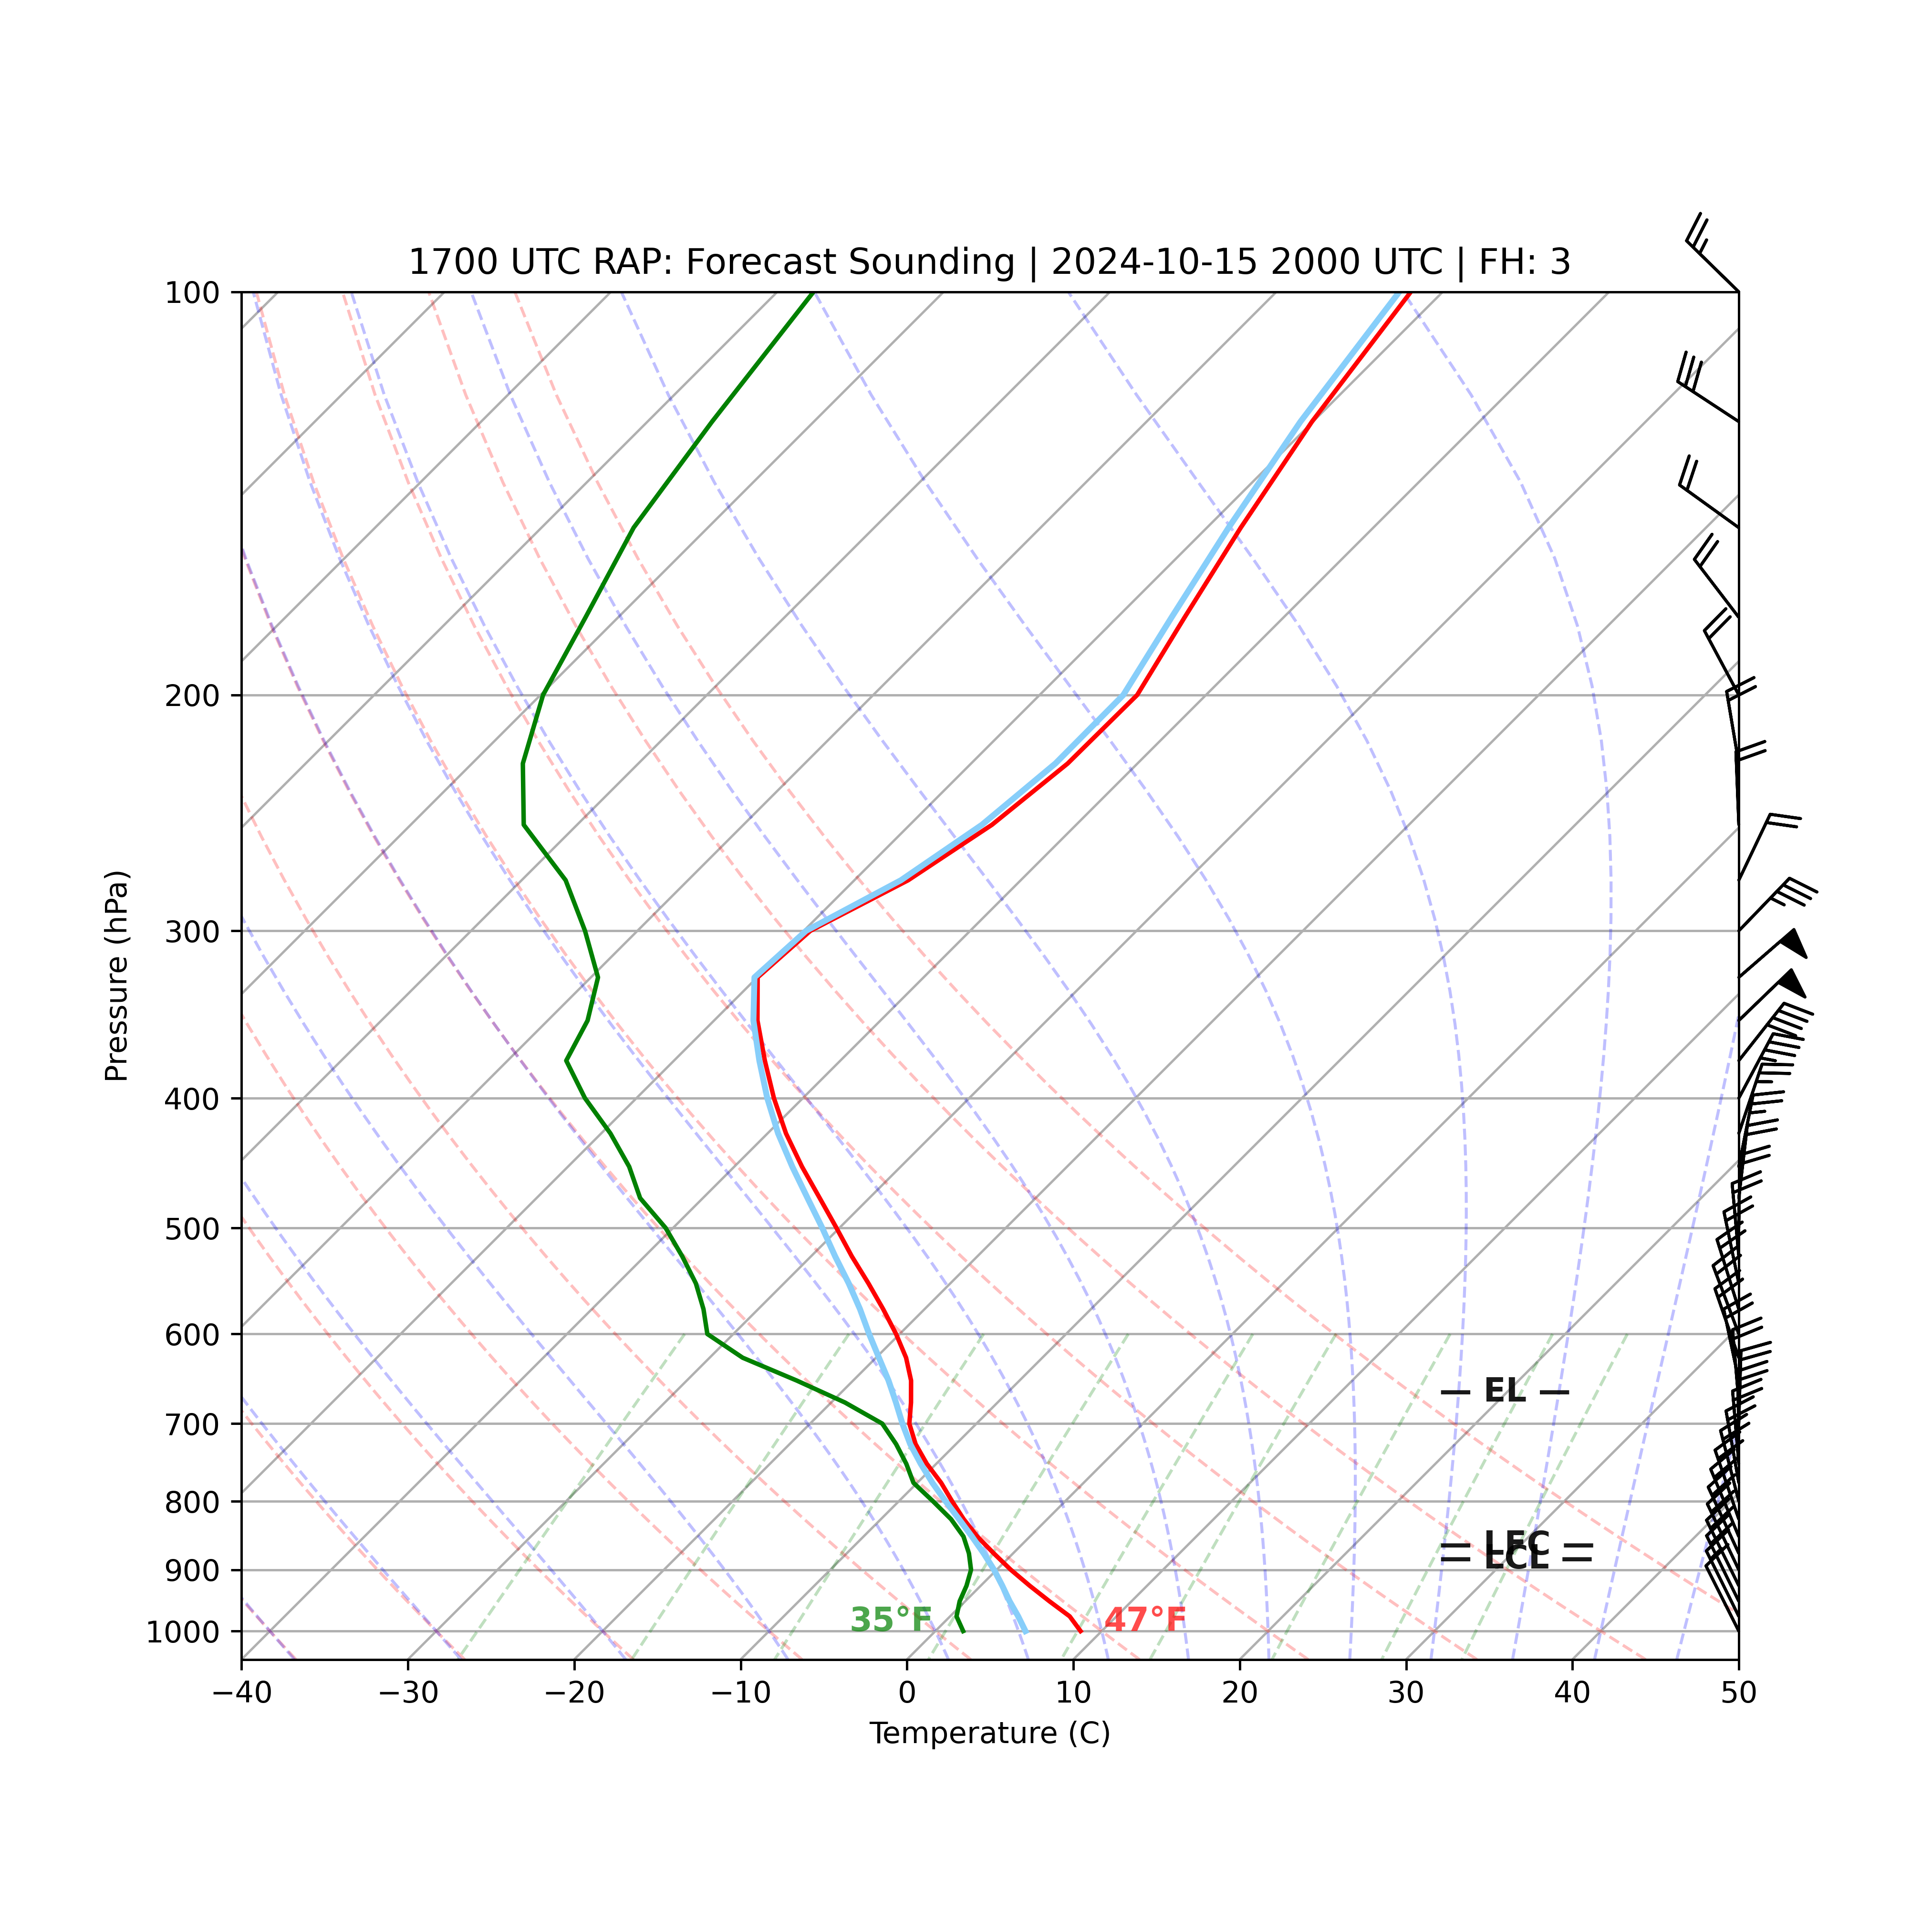 1700 UTC RAP: Forecast Sounding | 2024-10-15 2000 UTC | FH: 3
100
200
300
400
500
600
700
800
900
1000
Pressure (hPa)
— EL —
— LFC —
— LCL —
35°F
47°F
−40 −30 −20 −10 0 10 20 30 40 50
Temperature (C)